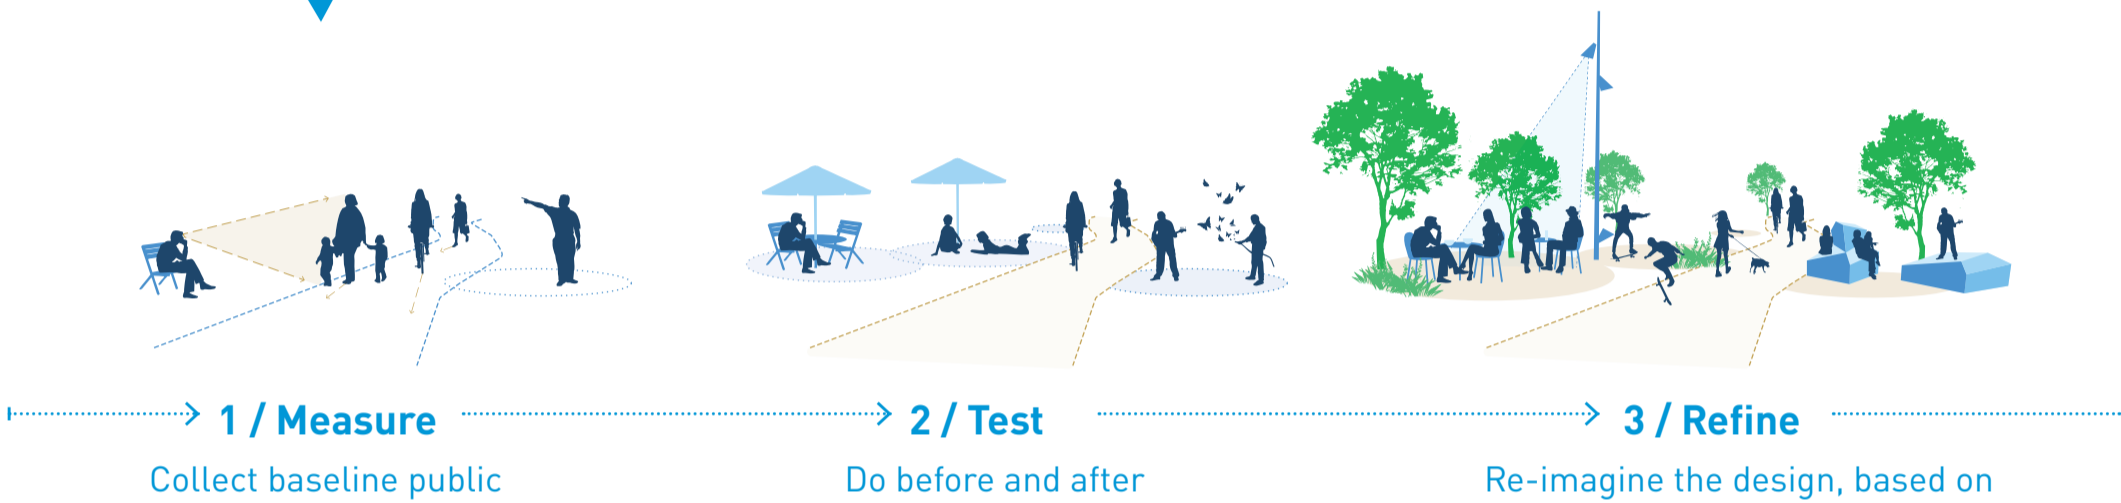 1 / Measure
Collect baseline public
2 / Test
Do before and after
3 / Refine
Re-imagine the design, based on